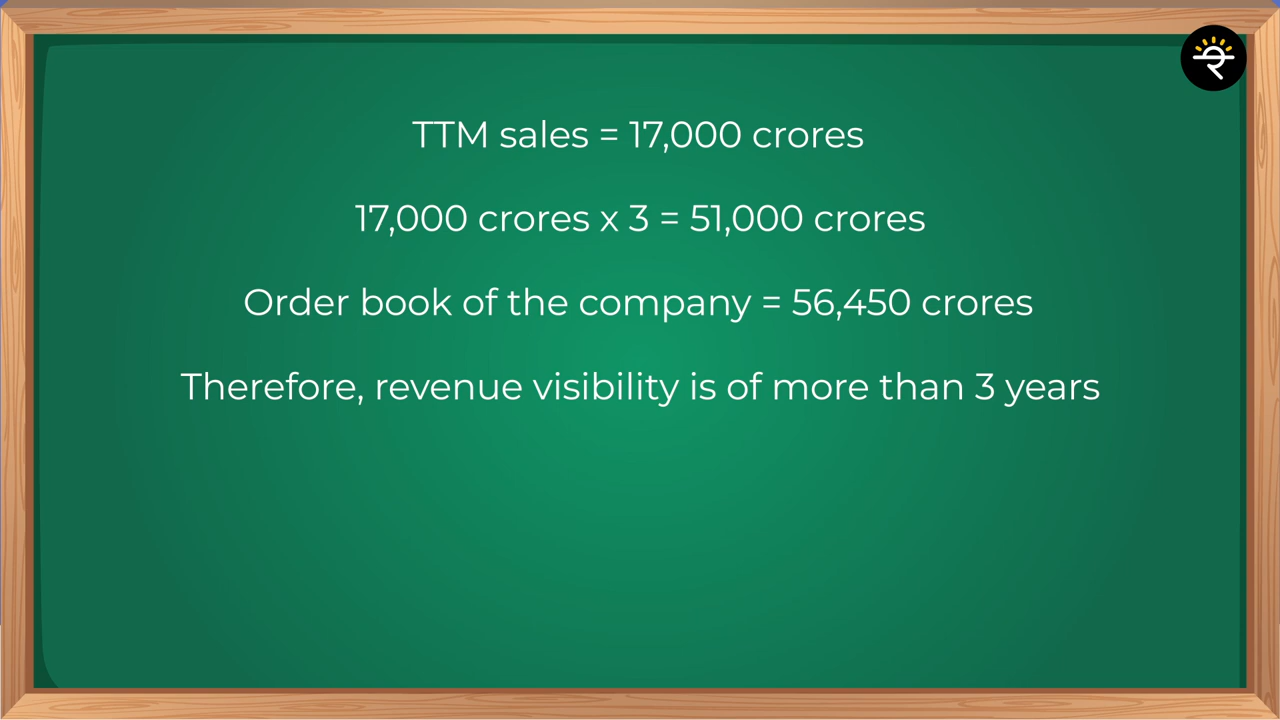 TTM sales = 17,000 crores
17,000 crores x 3 = 51,000 crores
Order book of the company = 56,450 crores
Therefore, revenue visibility is of more than 3 years